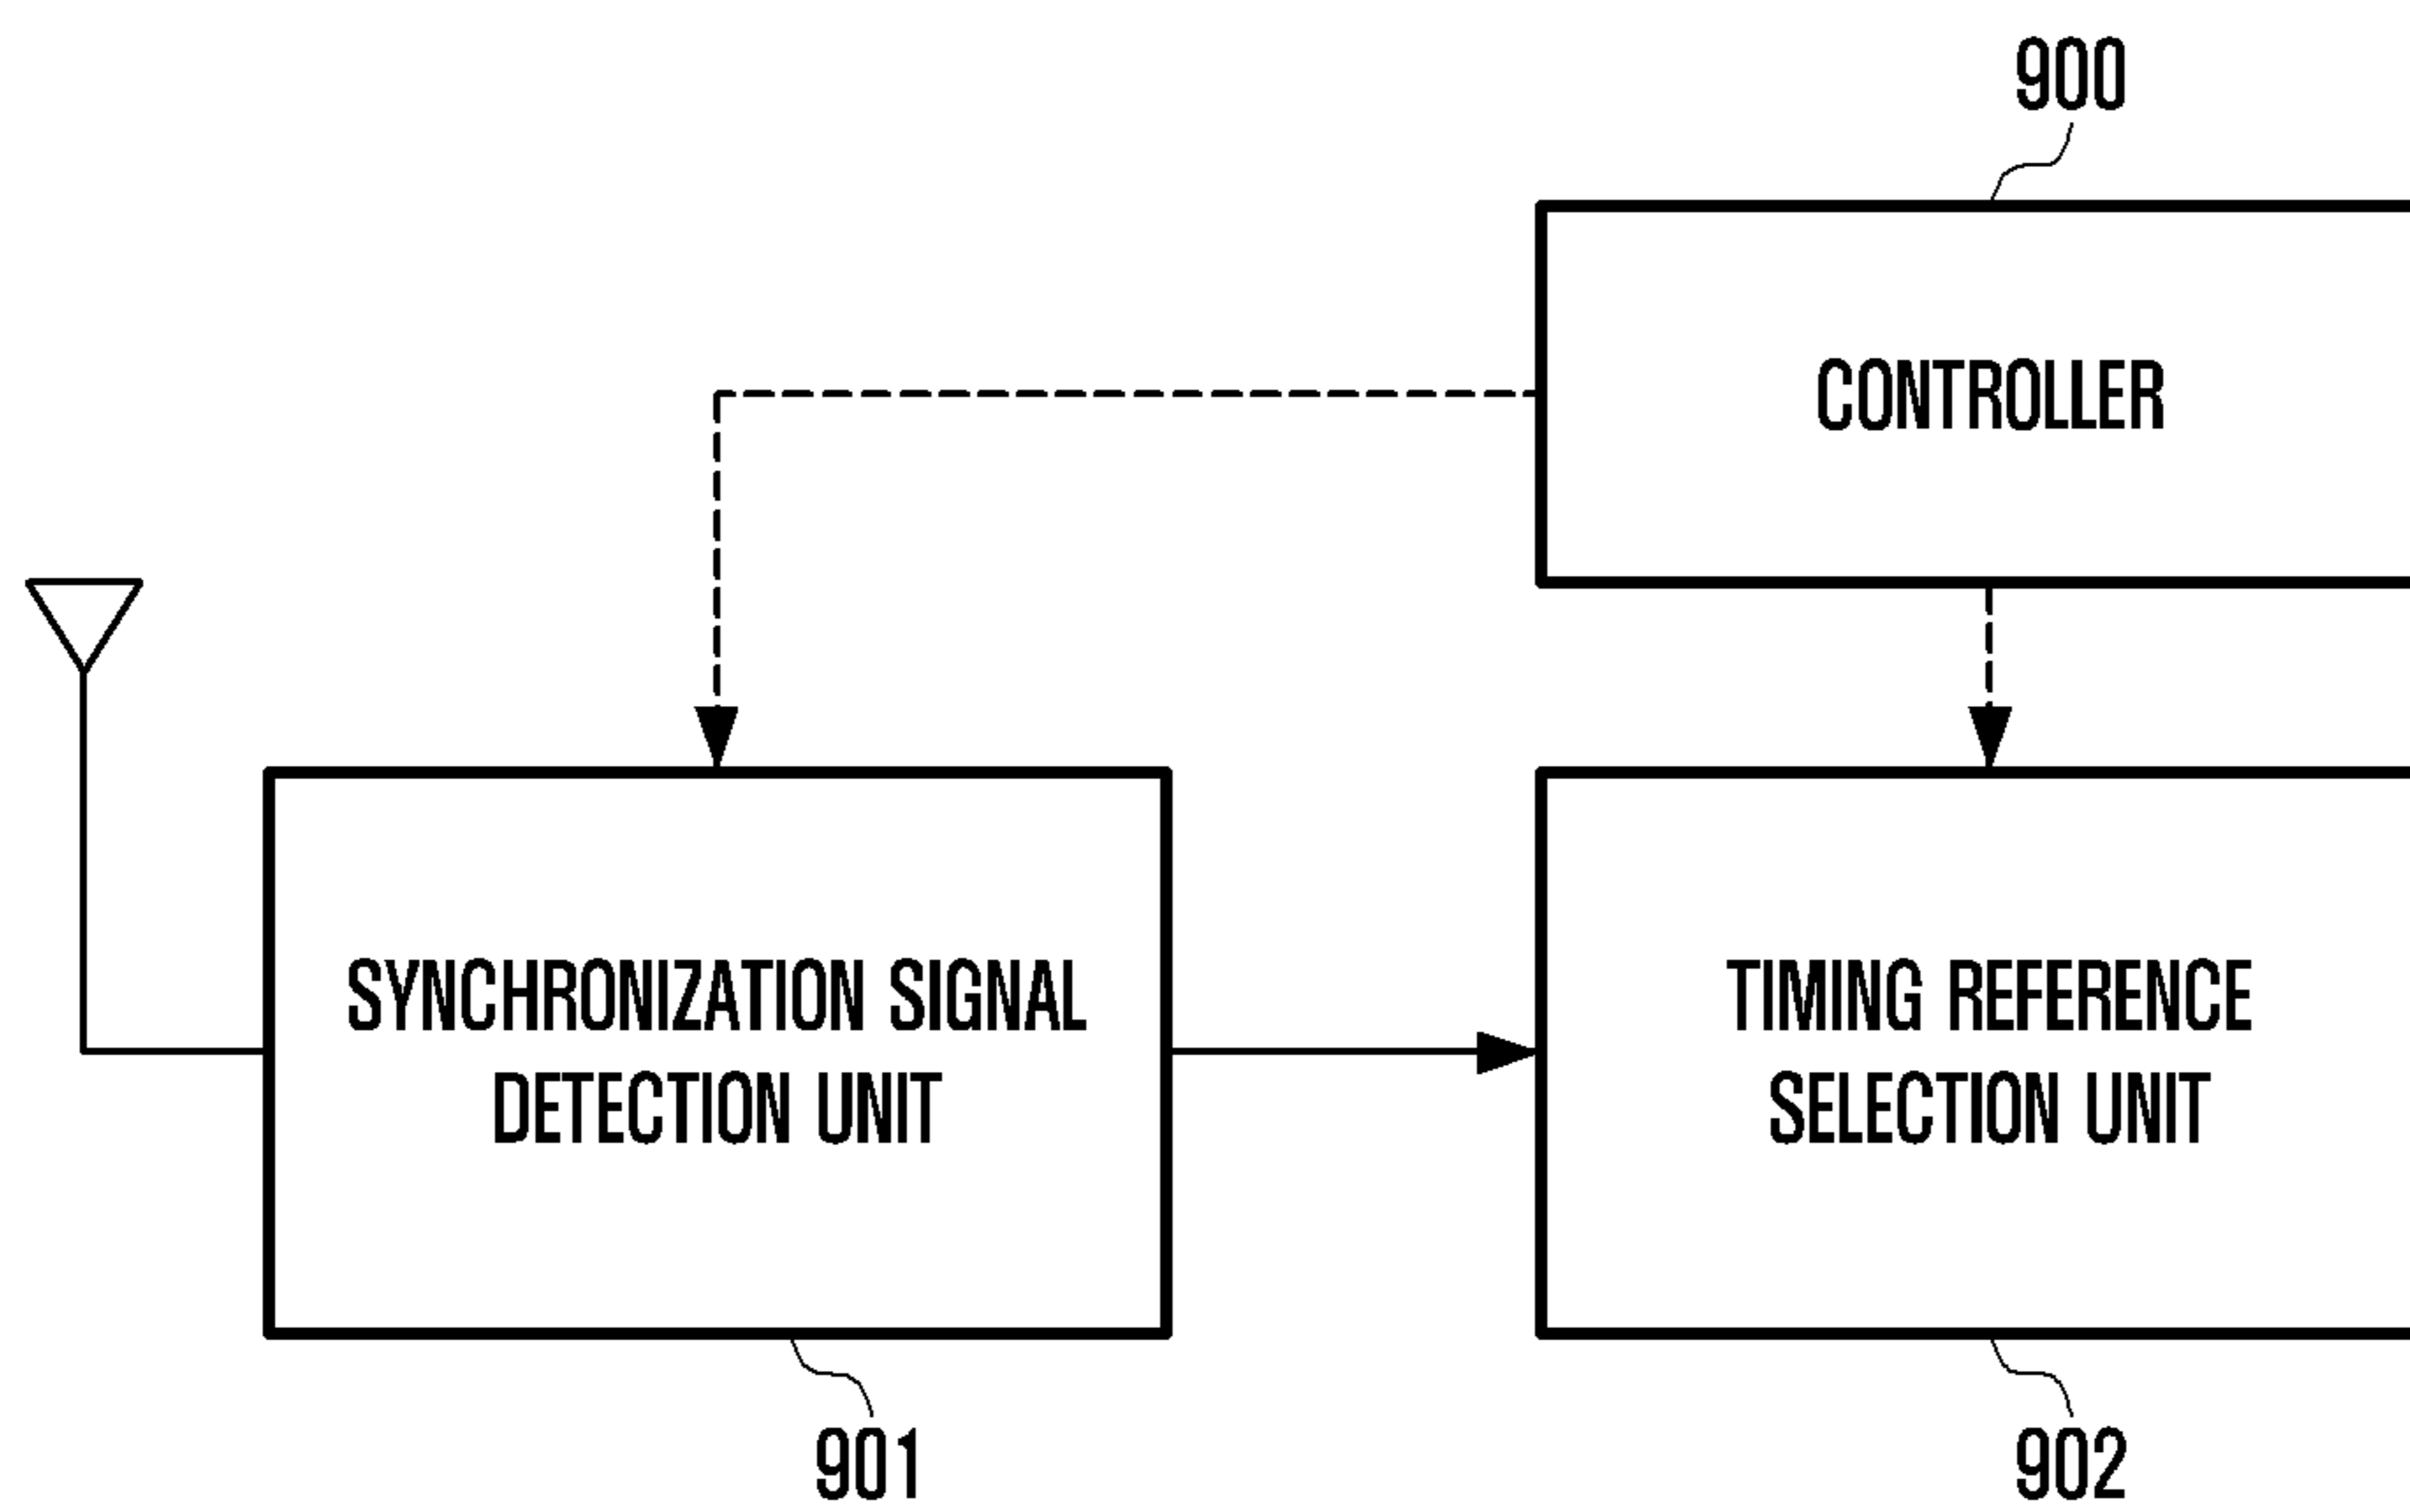 900
CONTROLLER
SYNCHRONIZATION SIGNAL
DETECTION UNIT
TIMING REFERENCE
SELECTION UNIT
901
902